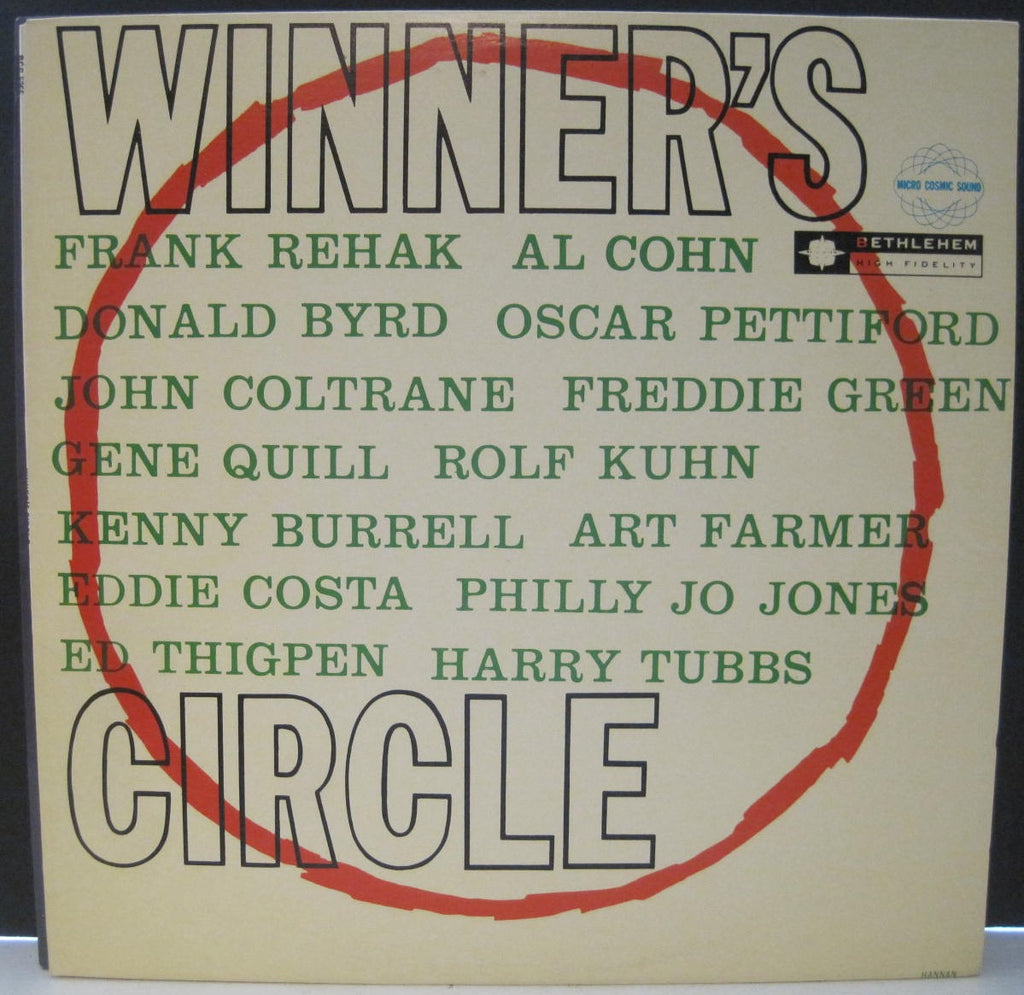 WINNER'S
MICRO COSMIC SOUND
BETHLEHEM
HIGH FIDELITY
FRANK REHAK AL COHN
DONALD BYRD OSCAR PETTIFORD
JOHN COLTRANE FREDDIE GREEN
GENE QUILL ROLF KUHN
KENNY BURRELL ART FARMER
EDDIE COSTA PHILLY JO JONES
ED THIGPEN HARRY TUBBS
CIRCLE
HANNAN